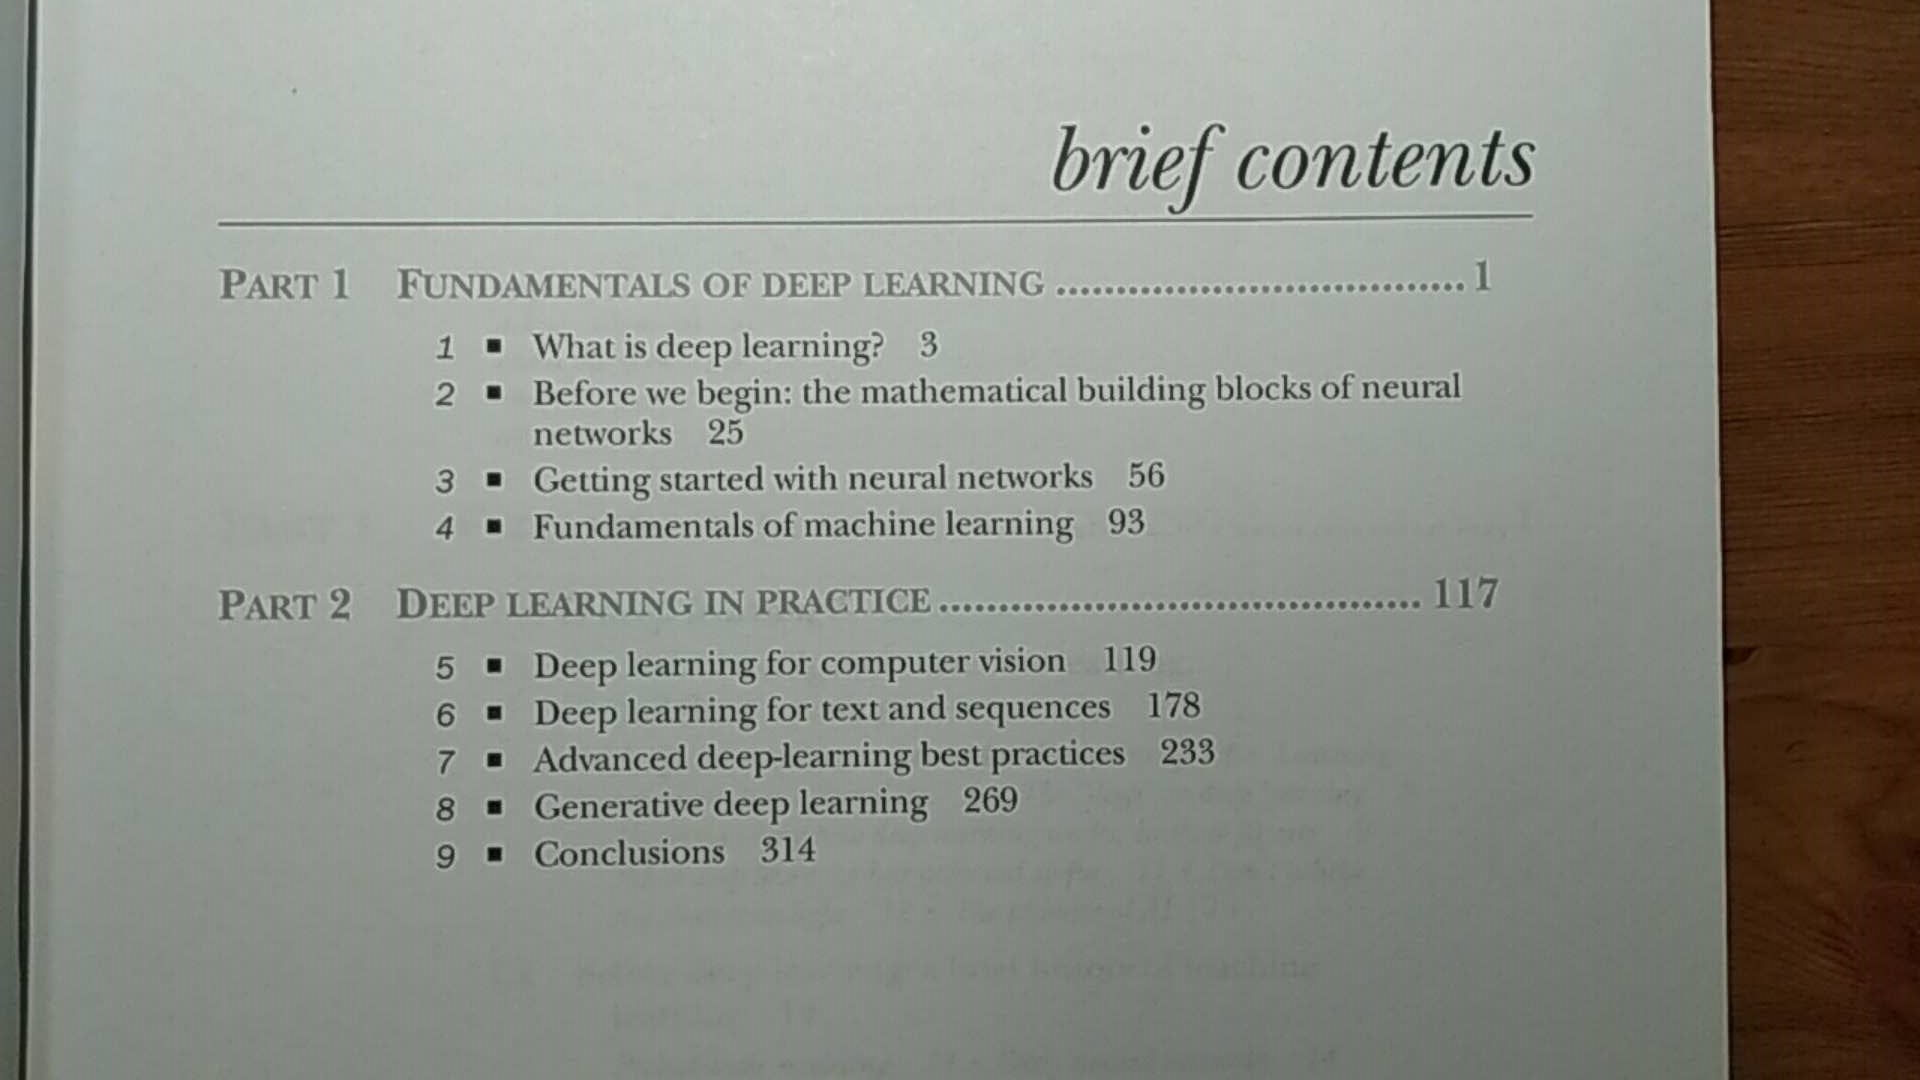 brief contents
PART 1 FUNDAMENTALS OF DEEP LEARNING .................................. 1
1 ■ What is deep learning? 3
2 ■ Before we begin: the mathematical building blocks of neural
networks 25
3 ■ Getting started with neural networks 56
4 ■ Fundamentals of machine learning 93
PART 2 DEEP LEARNING IN PRACTICE ........................................ 117
5 ■ Deep learning for computer vision 119
6 ■ Deep learning for text and sequences 178
7 ■ Advanced deep-learning best practices 233
8 ■ Generative deep learning 269
9 ■ Conclusions 314